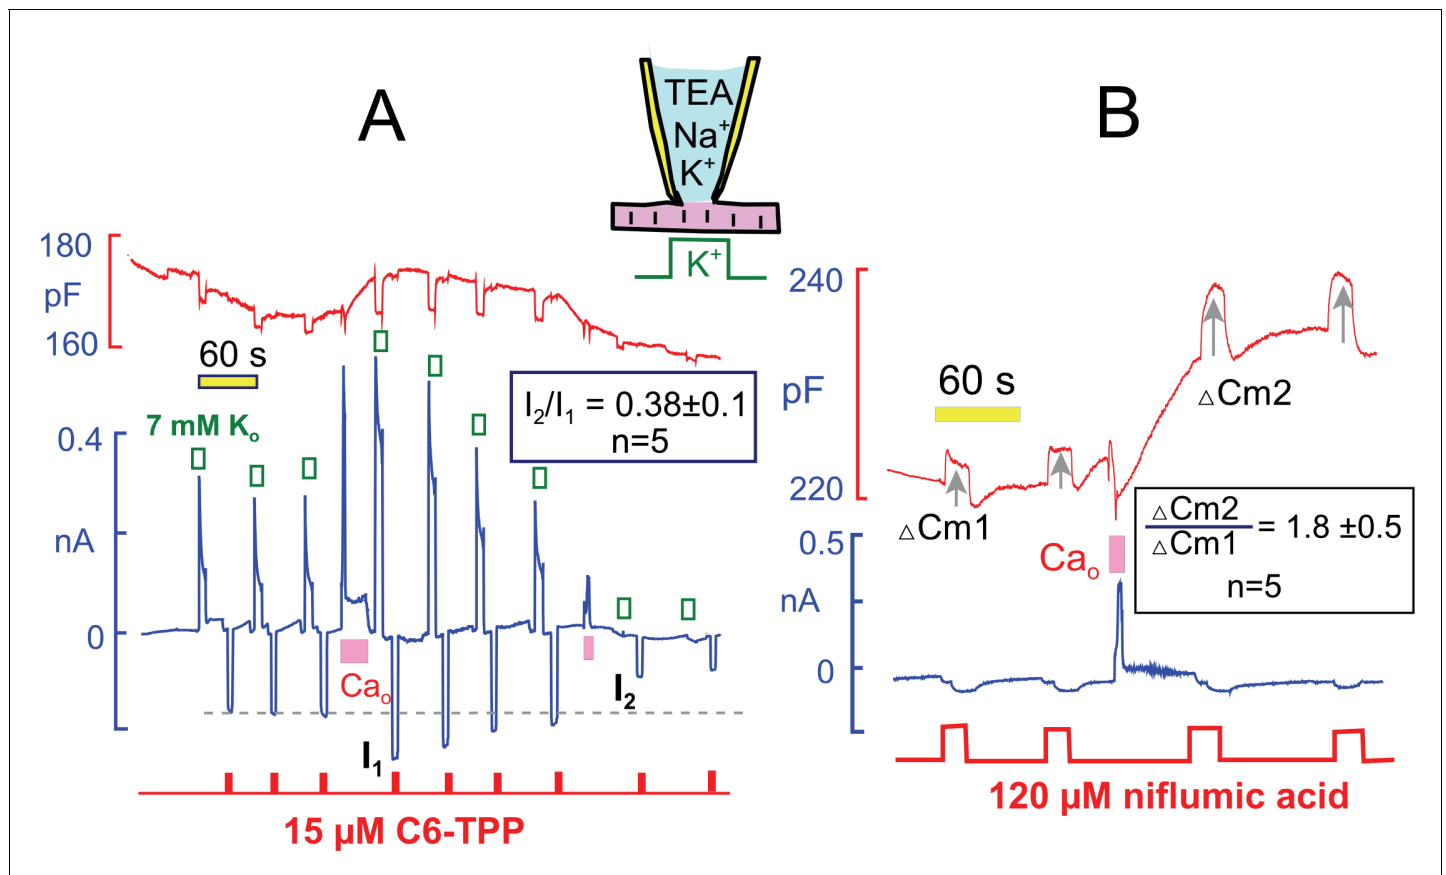 A
B
TEA
Na⁺
K⁺
K⁺
180
pF
160
60 s
7 mM Kₒ
0.4
nA
0
I₂/I₁ = 0.38±0.1
n=5
Caₒ
I₂
I₁
15 µM C6-TPP
240
pF
220
60 s
△Cm1
△Cm2
0.5
nA
0
Caₒ
△Cm2
△Cm1
= 1.8 ±0.5
n=5
120 µM niflumic acid